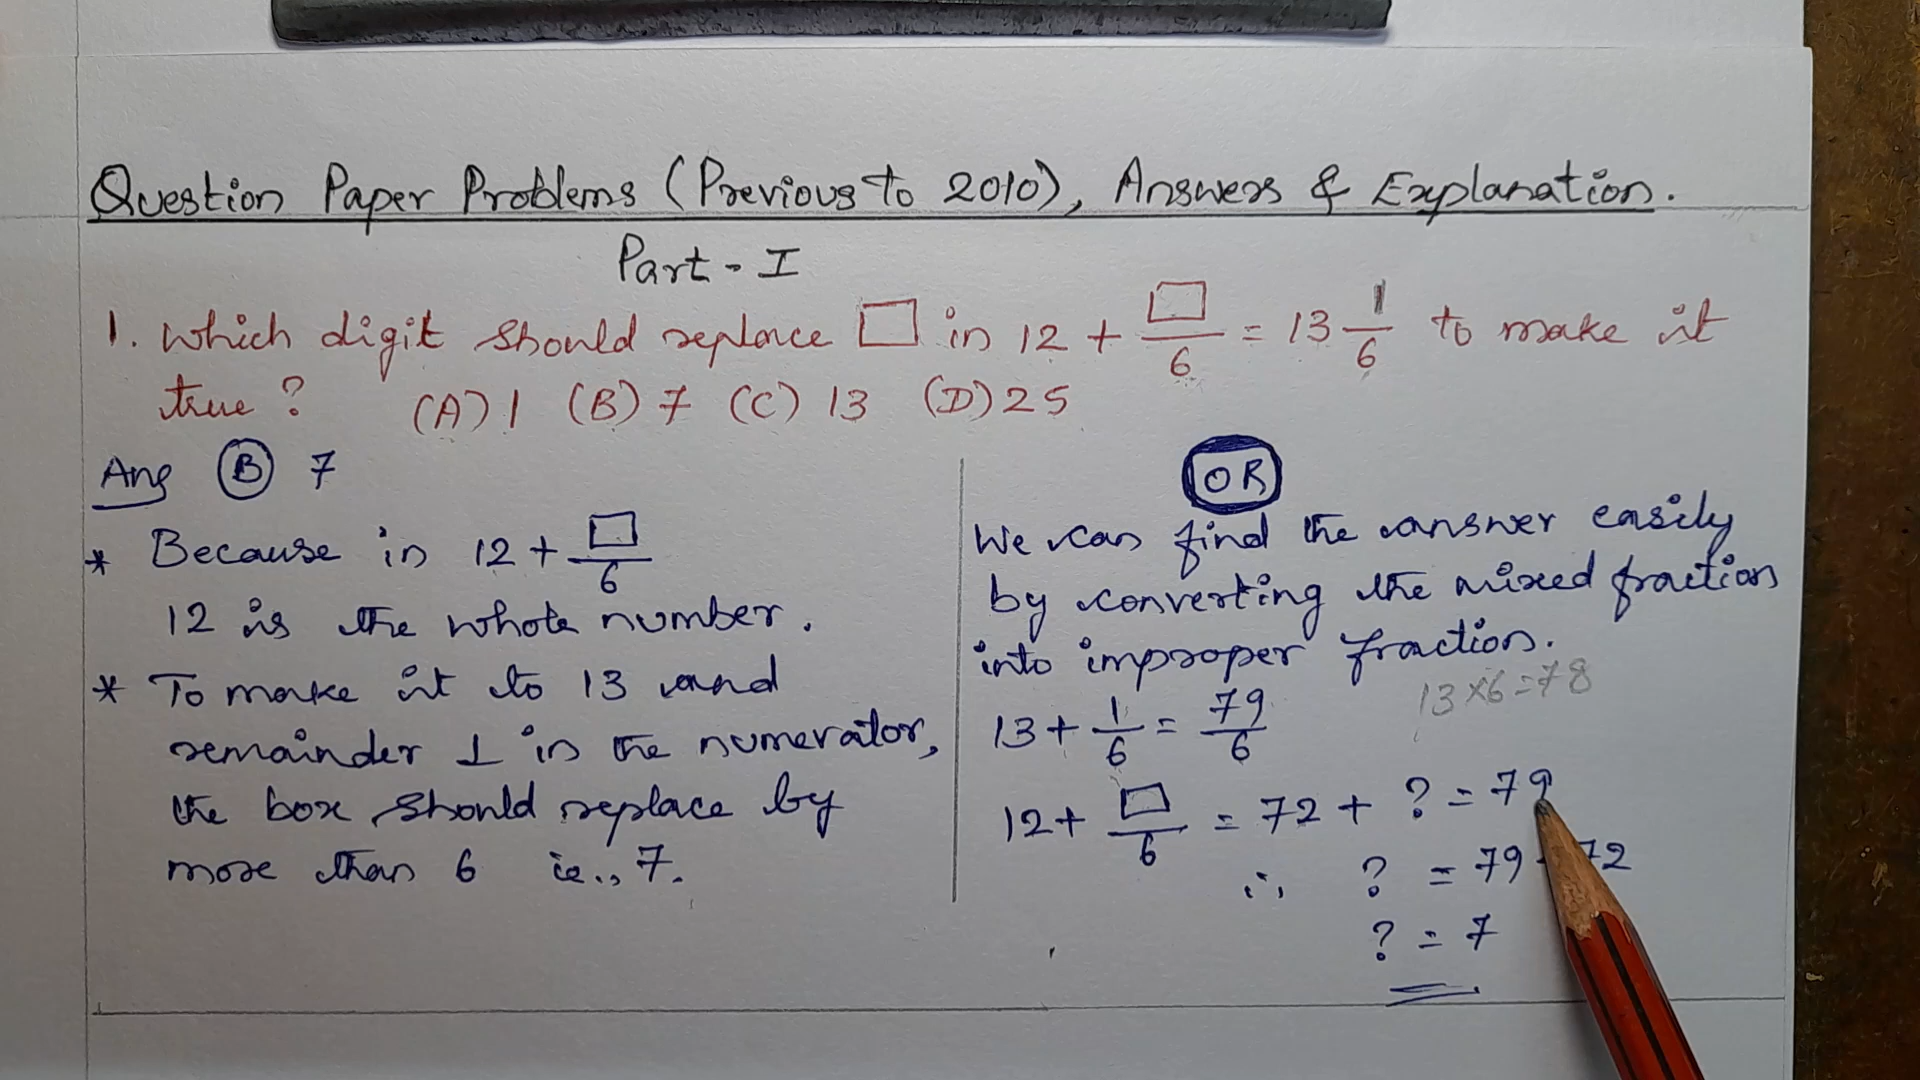 Question Paper Problems (Previous to 2010), Answers & Explanation.
Part - I
1. Which digit should replace □ in 12 + □/6 = 13 1/6 to make it
true? (A) 1 (B) 7 (C) 13 (D) 25
Ans (B) 7
* Because in 12 + □/6
12 is the whole number.
* To make it to 13 and
remainder 1 in the numerator,
the box should replace by
more than 6 ie., 7.
OR
We can find the answer easily
by converting the mixed fraction
into improper fraction.
13×6=78
13 + 1/6 = 79/6
12 + □/6 = 72 + ? = 79
∴ ? = 79 - 72
? = 7